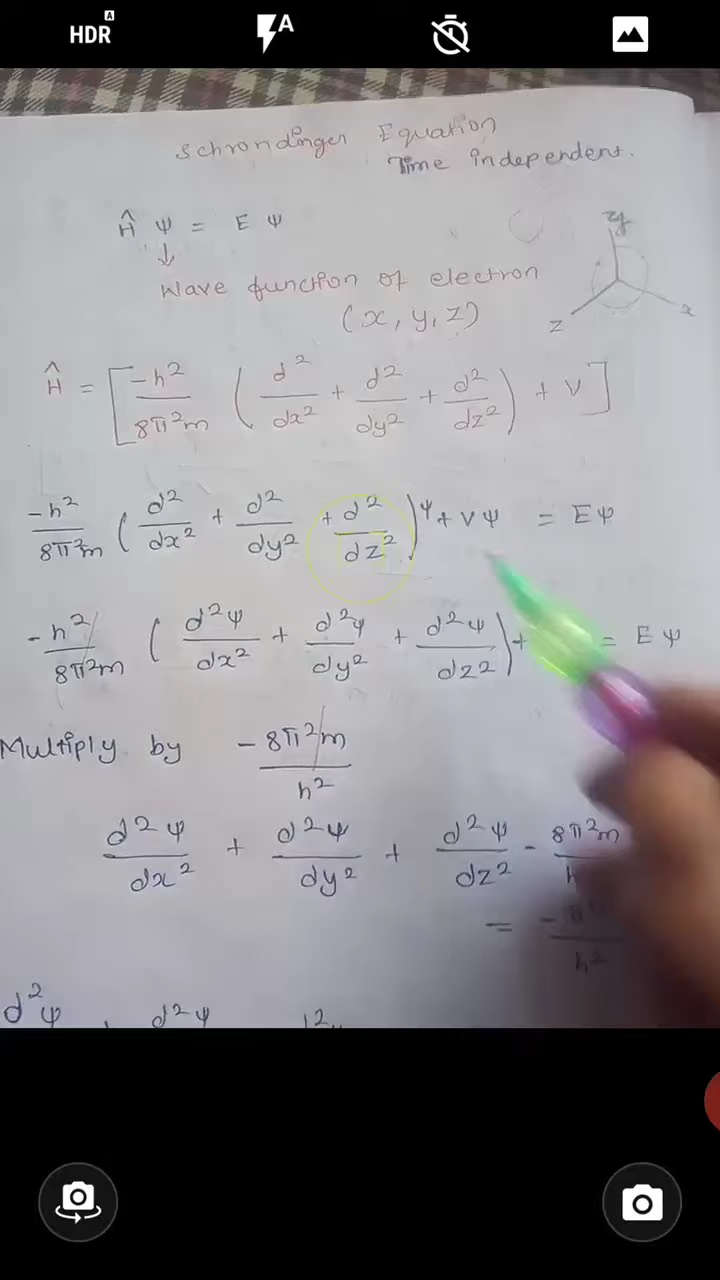 HDR A
A
Schrondinger Equation
Time independent.
Ĥ ψ = E ψ
↓
Wave function of electron
(x, y, z)
y
x
z
Ĥ = [ -h²/8π²m ( d²/dx² + d²/dy² + d²/dz² ) + V ]
-h²/8π²m ( d²/dx² + d²/dy² + d²/dz² ) ψ + Vψ = Eψ
-h²/8π²m ( d²ψ/dx² + d²ψ/dy² + d²ψ/dz² ) + = Eψ
Multiply by -8π²m/h²
d²ψ/dx² + d²ψ/dy² + d²ψ/dz² - 8π²m/h
= - /h²
d²ψ d²ψ